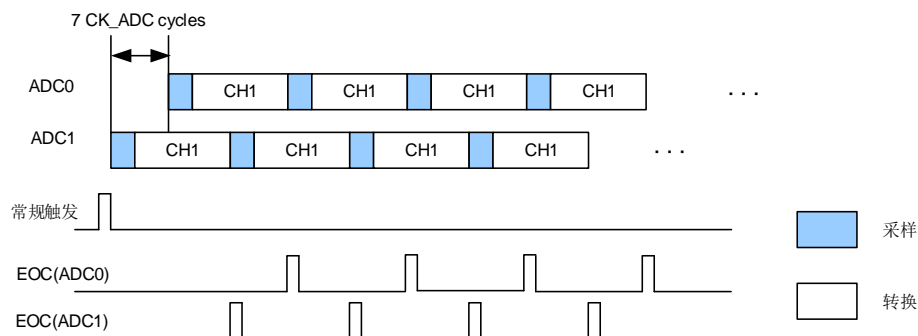 7 CK_ADC cycles
ADC0 CH1 CH1 CH1 CH1 . . .
ADC1 CH1 CH1 CH1 CH1 . . .
常规触发
采样
EOC(ADC0)
转换
EOC(ADC1)